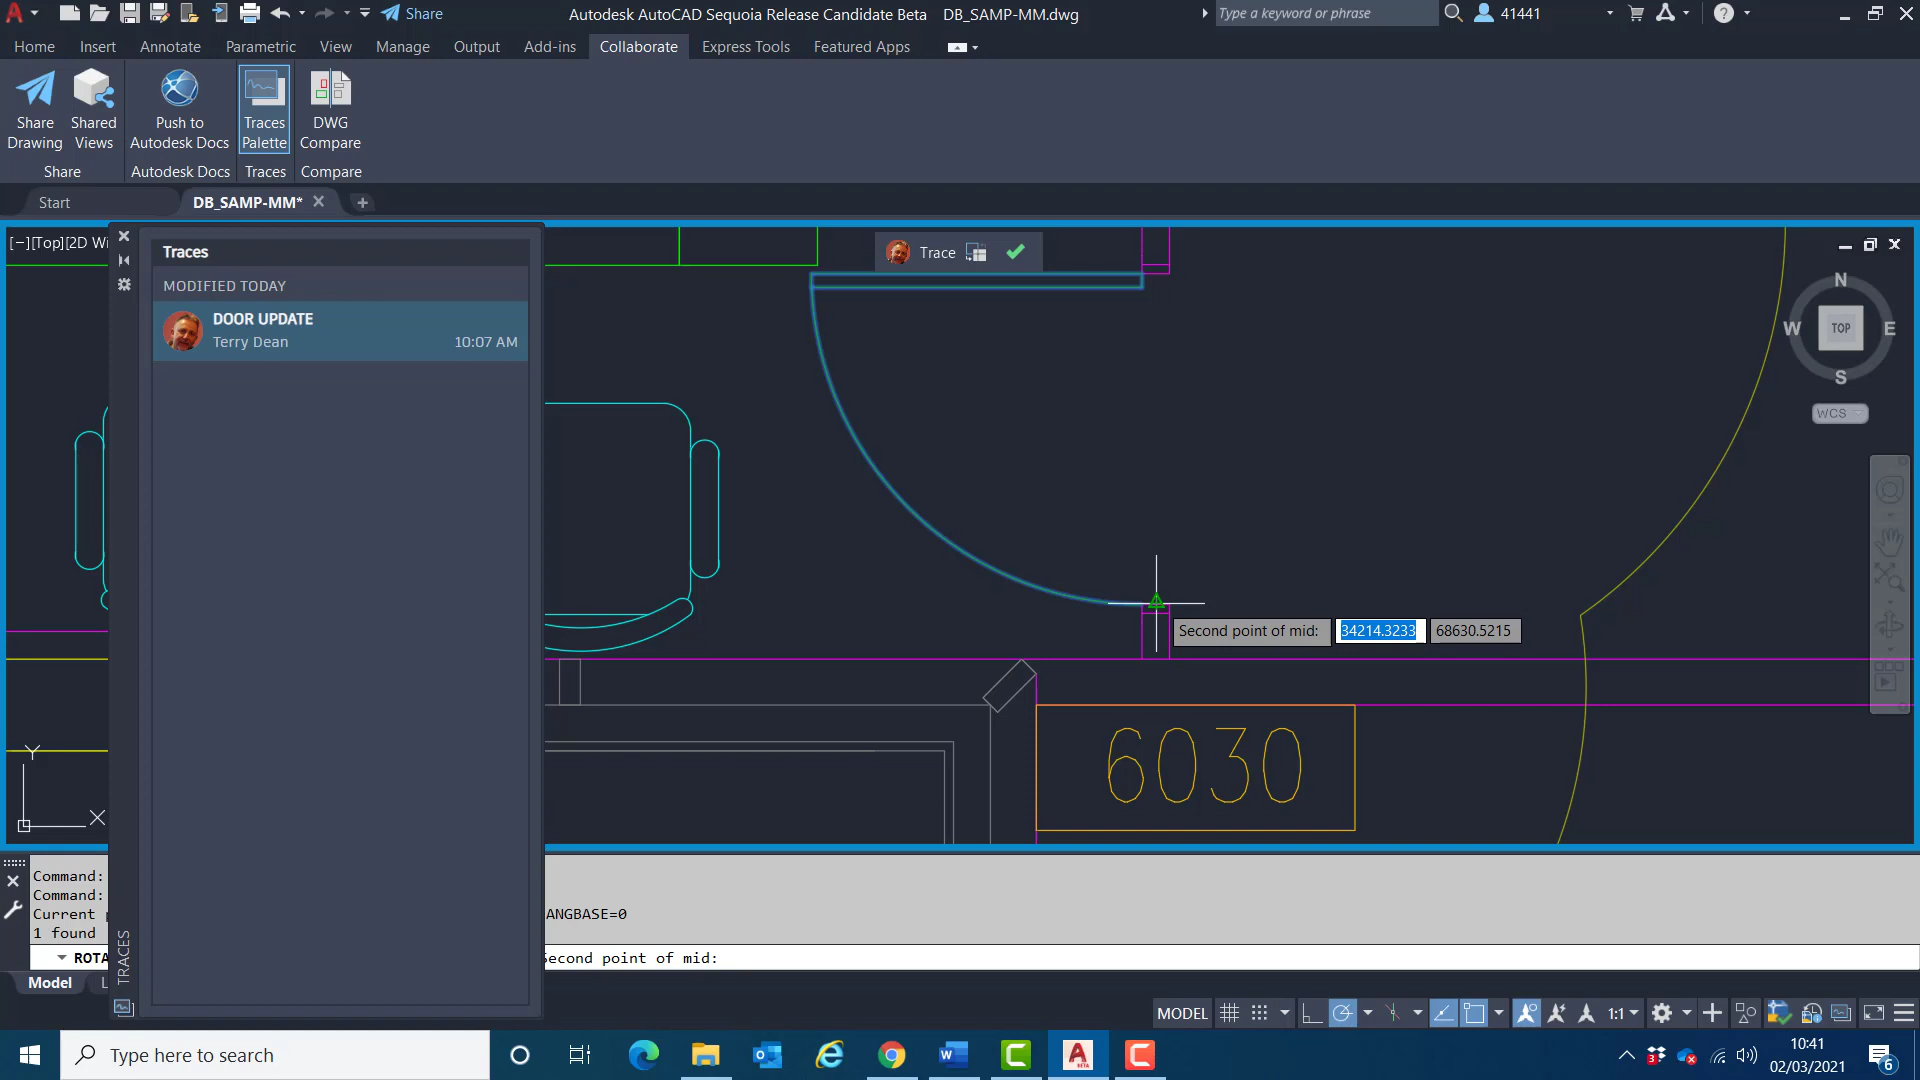 Share
Autodesk AutoCAD Sequoia Release Candidate Beta DB_SAMP-MM.dwg
Type a keyword or phrase
41441
Home Insert Annotate Parametric View Manage Output Add-ins Collaborate Express Tools Featured Apps
Share Drawing
Shared Views
Push to Autodesk Docs
Traces Palette
DWG Compare
Share Autodesk Docs Traces Compare
Start DB_SAMP-MM*
[−][Top][2D Wi
Traces
MODIFIED TODAY
DOOR UPDATE
Terry Dean 10:07 AM
TRACES
Trace
N
W TOP E
S
WCS
Second point of mid: 34214.3233 68630.5215
6030
Y
X
Command:
Command:
Current
ANGBASE=0
1 found
ROTA
Second point of mid:
Model
MODEL
1:1
Type here to search
10:41
02/03/2021
6